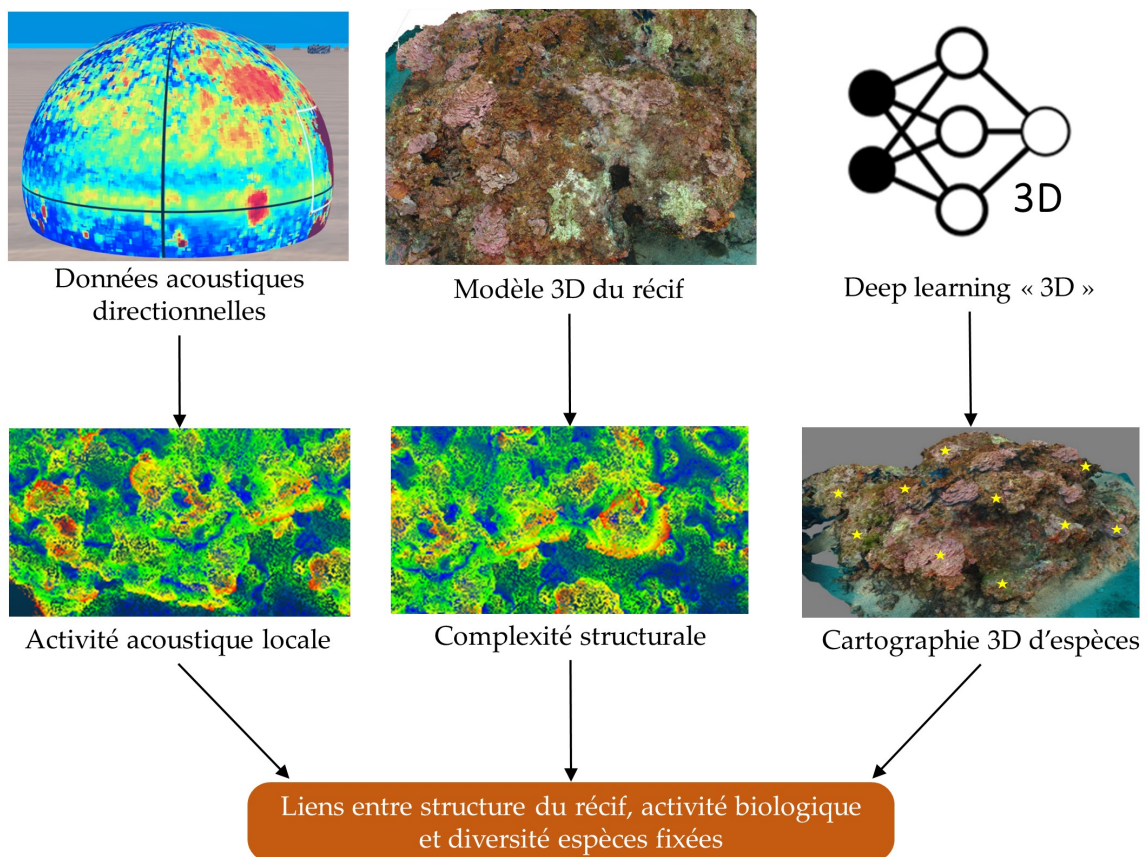 3D
Données acoustiques
directionnelles
Modèle 3D du récif
Deep learning « 3D »
Activité acoustique locale
Complexité structurale
Cartographie 3D d’espèces
Liens entre structure du récif, activité biologique
et diversité espèces fixées